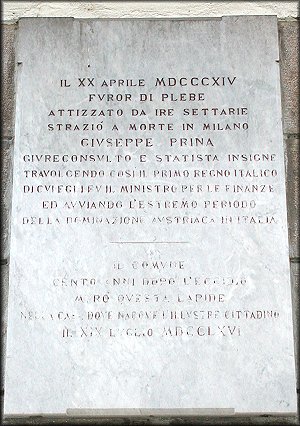 IL XX APRILE MDCCCXIV
FVROR DI PLEBE
ATTIZZATO DA IRE SETTARIE
STRAZIÒ A MORTE IN MILANO
GIVSEPPE PRINA
GIVRECONSVLTO E STATISTA INSIGNE
TRAVOLGENDO COSÌ IL PRIMO REGNO ITALICO
DI CVI EGLI FV IL MINISTRO PER LE FINANZE
ED AVVIANDO L'ESTREMO PERIODO
DELLA DOMINAZIONE AVSTRIACA IN ITALIA
IL COMVNE
CENTO ANNI DOPO L'ECCIDIO
MVRÒ QVESTA LAPIDE
NELLA CASA DOVE NACQVE L'ILLVSTRE CITTADINO
IL XIX LVGLIO MDCCLXVI